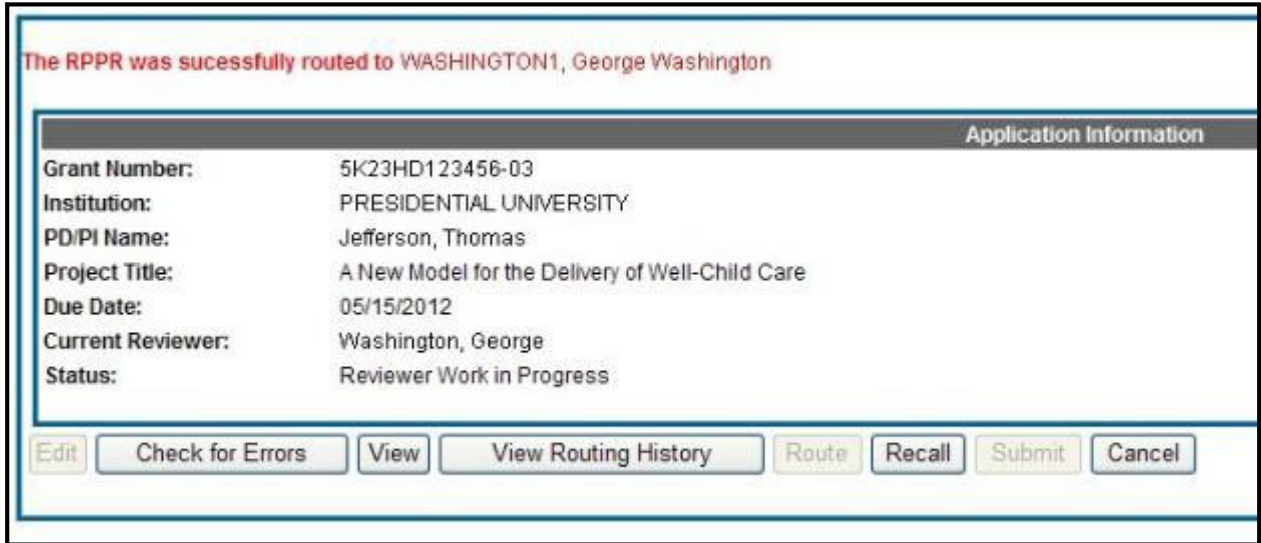 The RPPR was sucessfully routed to WASHINGTON1, George Washington
Application Information
Grant Number: 5K23HD123456-03
Institution: PRESIDENTIAL UNIVERSITY
PD/PI Name: Jefferson, Thomas
Project Title: A New Model for the Delivery of Well-Child Care
Due Date: 05/15/2012
Current Reviewer: Washington, George
Status: Reviewer Work in Progress
Edit Check for Errors View View Routing History Route Recall Submit Cancel